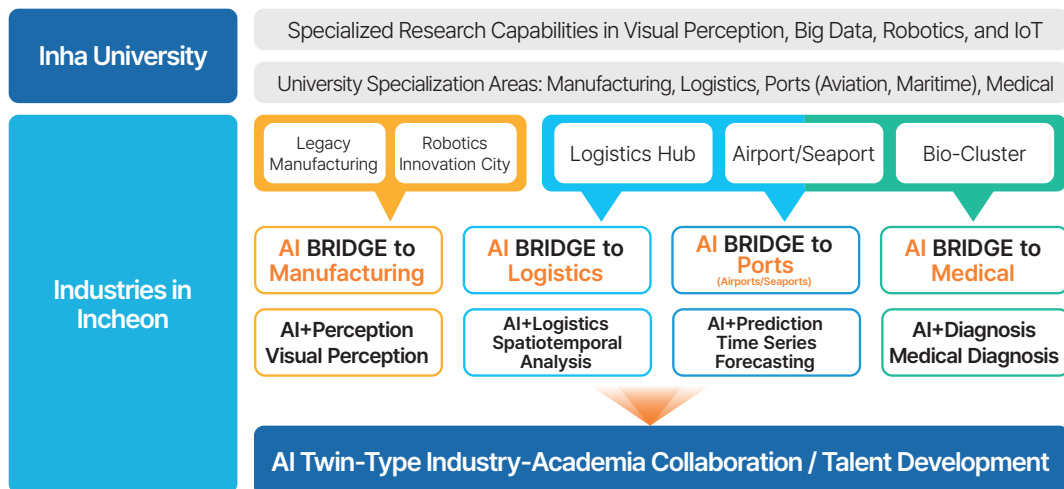 Inha University
Specialized Research Capabilities in Visual Perception, Big Data, Robotics, and IoT
University Specialization Areas: Manufacturing, Logistics, Ports (Aviation, Maritime), Medical
Industries in
Incheon
Legacy
Manufacturing
Robotics
Innovation City
Logistics Hub
Airport/Seaport
Bio-Cluster
AI BRIDGE to
Manufacturing
AI BRIDGE to
Logistics
AI BRIDGE to
Ports
(Airports/Seaports)
AI BRIDGE to
Medical
AI+Perception
Visual Perception
AI+Logistics
Spatiotemporal
Analysis
AI+Prediction
Time Series
Forecasting
AI+Diagnosis
Medical Diagnosis
AI Twin-Type Industry-Academia Collaboration / Talent Development